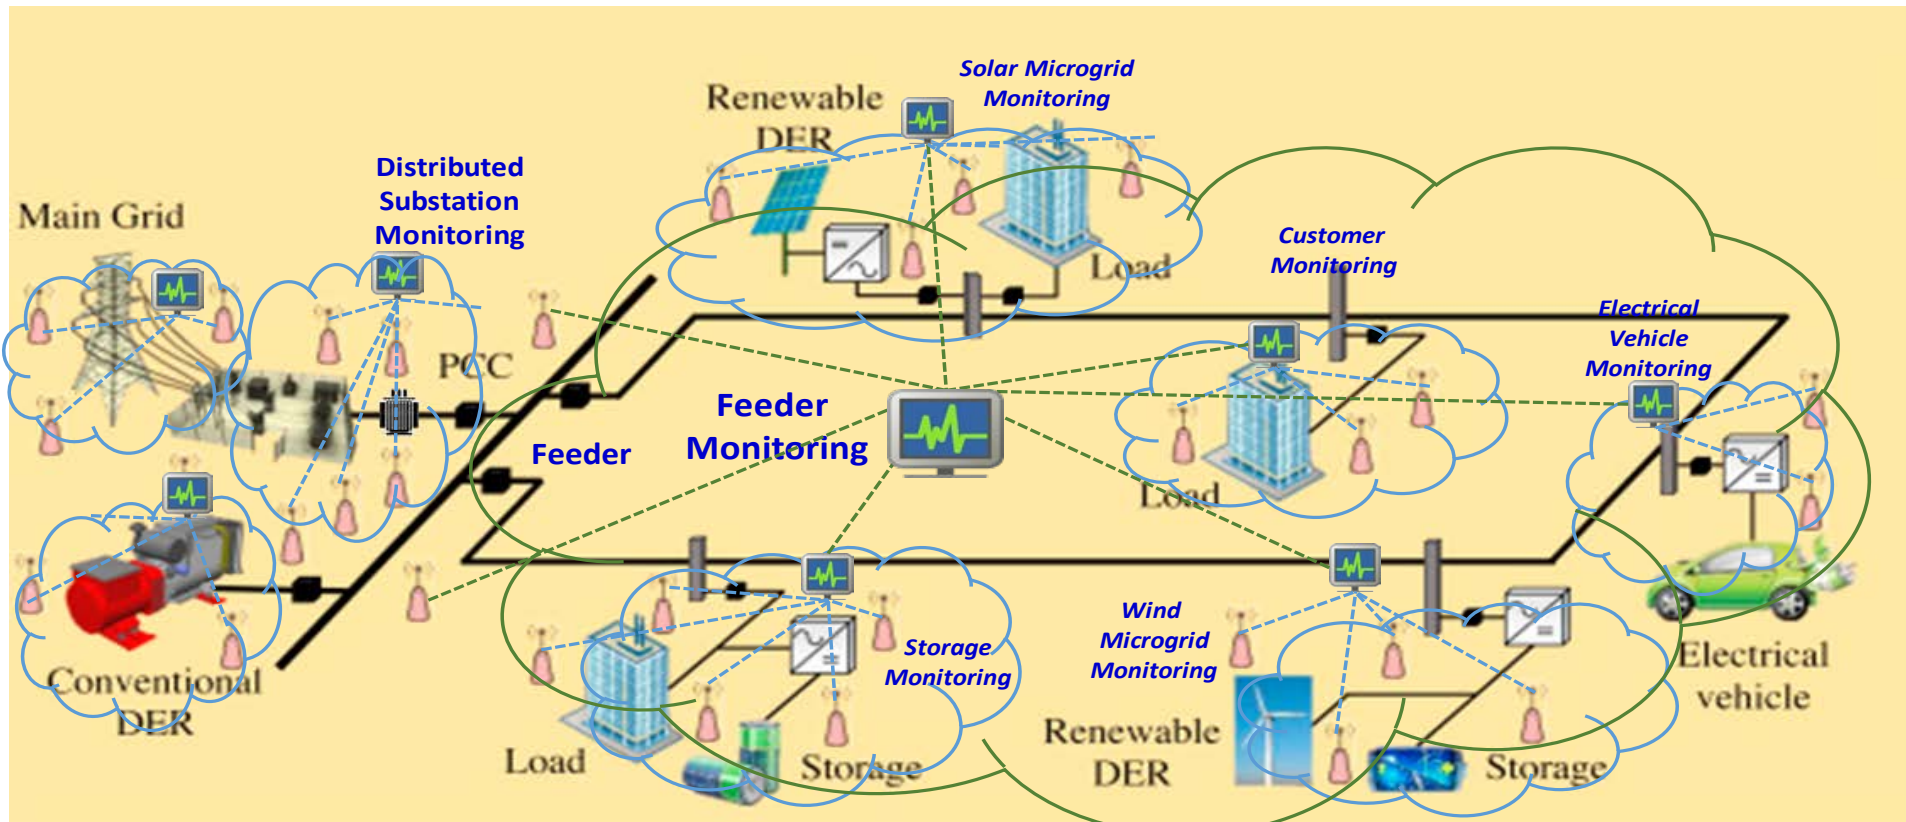 Solar Microgrid
Monitoring
Renewable
DER
Distributed
Substation
Monitoring
Main Grid
Load
Customer
Monitoring
Electrical
Vehicle
Monitoring
PCC
Feeder
Monitoring
Feeder
Load
Conventional
DER
Storage
Monitoring
Wind
Microgrid
Monitoring
Electrical
vehicle
Load
Storage
Renewable
DER
Storage